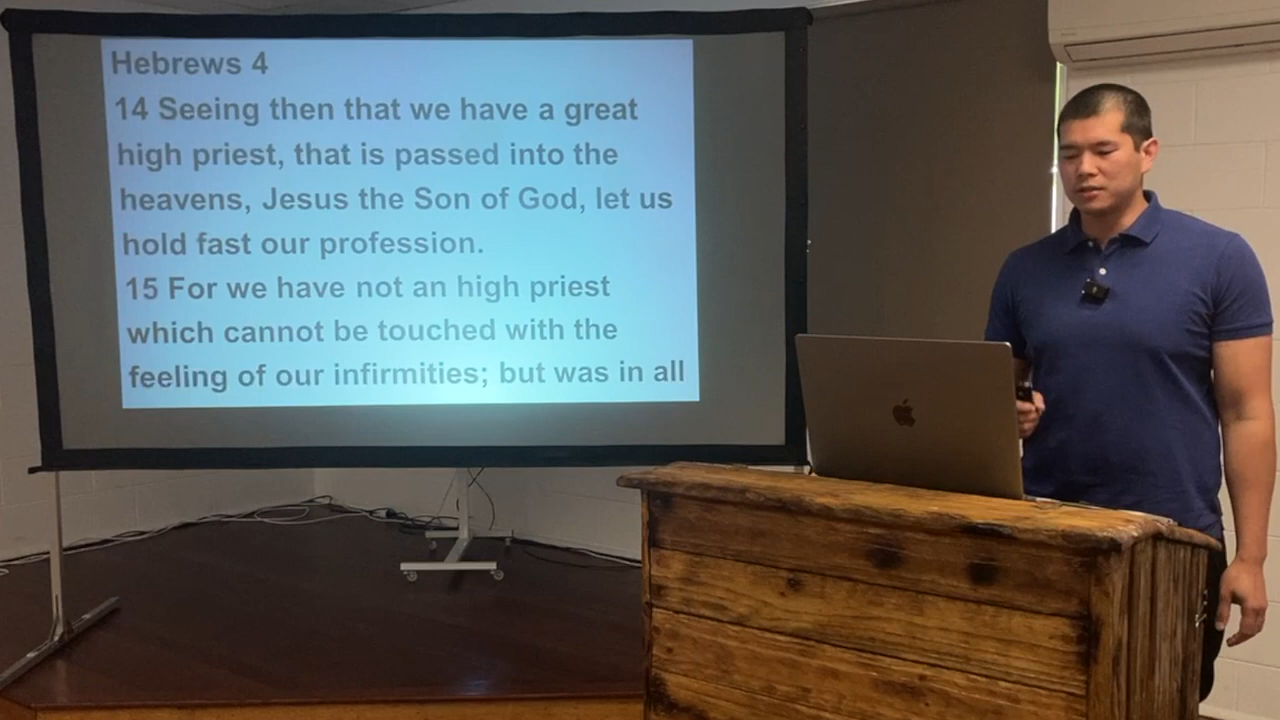 Hebrews 4
14 Seeing then that we have a great
high priest, that is passed into the
heavens, Jesus the Son of God, let us
hold fast our profession.
15 For we have not an high priest
which cannot be touched with the
feeling of our infirmities; but was in all